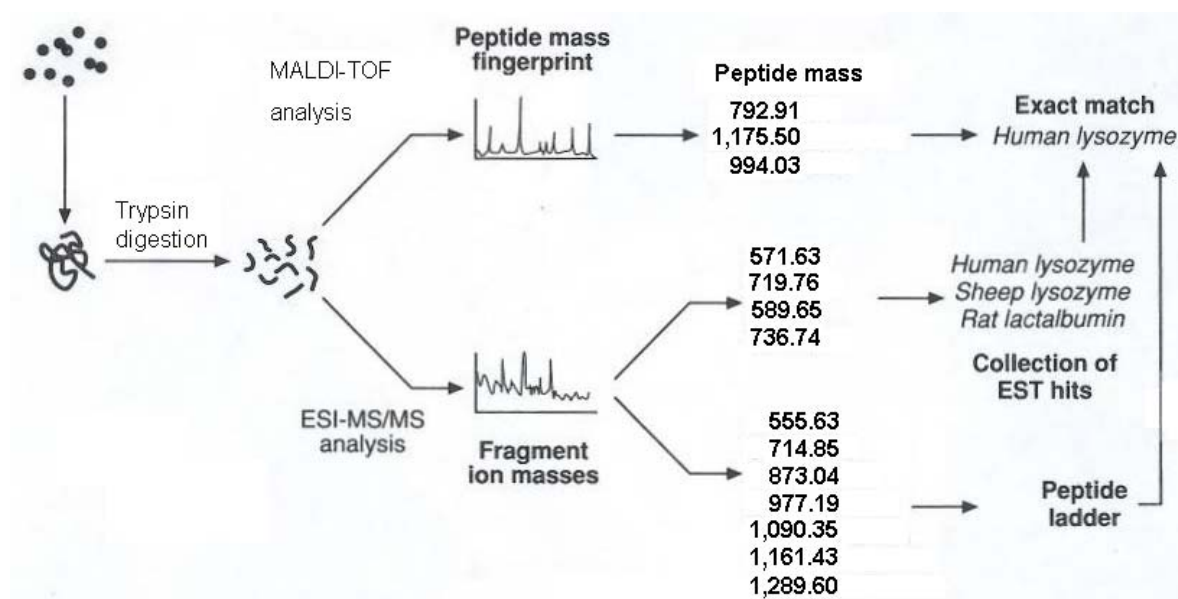 MALDI-TOF
analysis
Peptide mass
fingerprint
Peptide mass
792.91
1,175.50
994.03
Exact match
Human lysozyme
Trypsin
digestion
571.63
719.76
589.65
736.74
Human lysozyme
Sheep lysozyme
Rat lactalbumin
Collection of
EST hits
ESI-MS/MS
analysis
Fragment
ion masses
555.63
714.85
873.04
977.19
1,090.35
1,161.43
1,289.60
Peptide
ladder